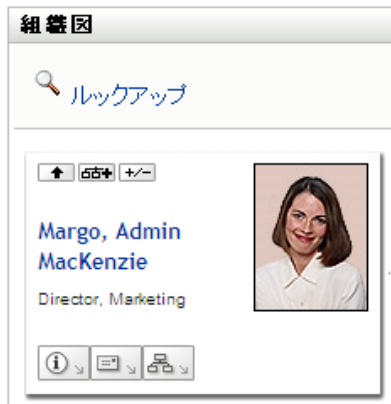 組織図
ルックアップ
+/−
Margo, Admin
MacKenzie
Director, Marketing